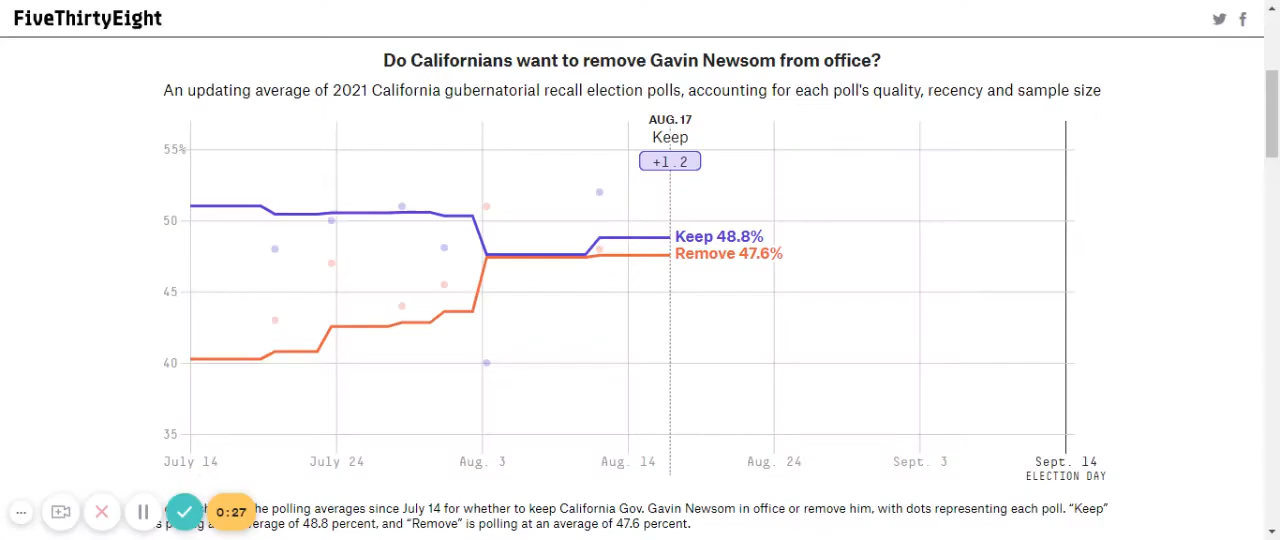 FiveThirtyEight
Do Californians want to remove Gavin Newsom from office?
An updating average of 2021 California gubernatorial recall election polls, accounting for each poll's quality, recency and sample size
AUG. 17
Keep
+1.2
55%
50
45
40
35
Keep 48.8%
Remove 47.6%
July 14
July 24
Aug. 3
Aug. 14
Aug. 24
Sept. 3
Sept. 14
ELECTION DAY
0:27
polling averages since July 14 for whether to keep California Gov. Gavin Newsom in office or remove him, with dots representing each poll. “Keep”
of 48.8 percent, and “Remove” is polling at an average of 47.6 percent.